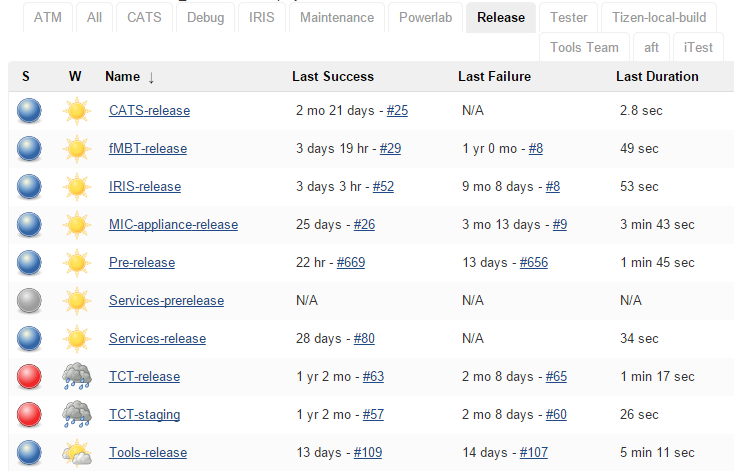 ATM All CATS Debug IRIS Maintenance Powerlab Release Tester Tizen-local-build
Tools Team aft iTest
S W Name ↓ Last Success Last Failure Last Duration
CATS-release 2 mo 21 days - #25 N/A 2.8 sec
fMBT-release 3 days 19 hr - #29 1 yr 0 mo - #8 49 sec
IRIS-release 3 days 3 hr - #52 9 mo 8 days - #8 53 sec
MIC-appliance-release 25 days - #26 3 mo 13 days - #9 3 min 43 sec
Pre-release 22 hr - #669 13 days - #656 1 min 45 sec
Services-prerelease N/A N/A N/A
Services-release 28 days - #80 N/A 34 sec
TCT-release 1 yr 2 mo - #63 2 mo 8 days - #65 1 min 17 sec
TCT-staging 1 yr 2 mo - #57 2 mo 8 days - #60 26 sec
Tools-release 13 days - #109 14 days - #107 5 min 11 sec